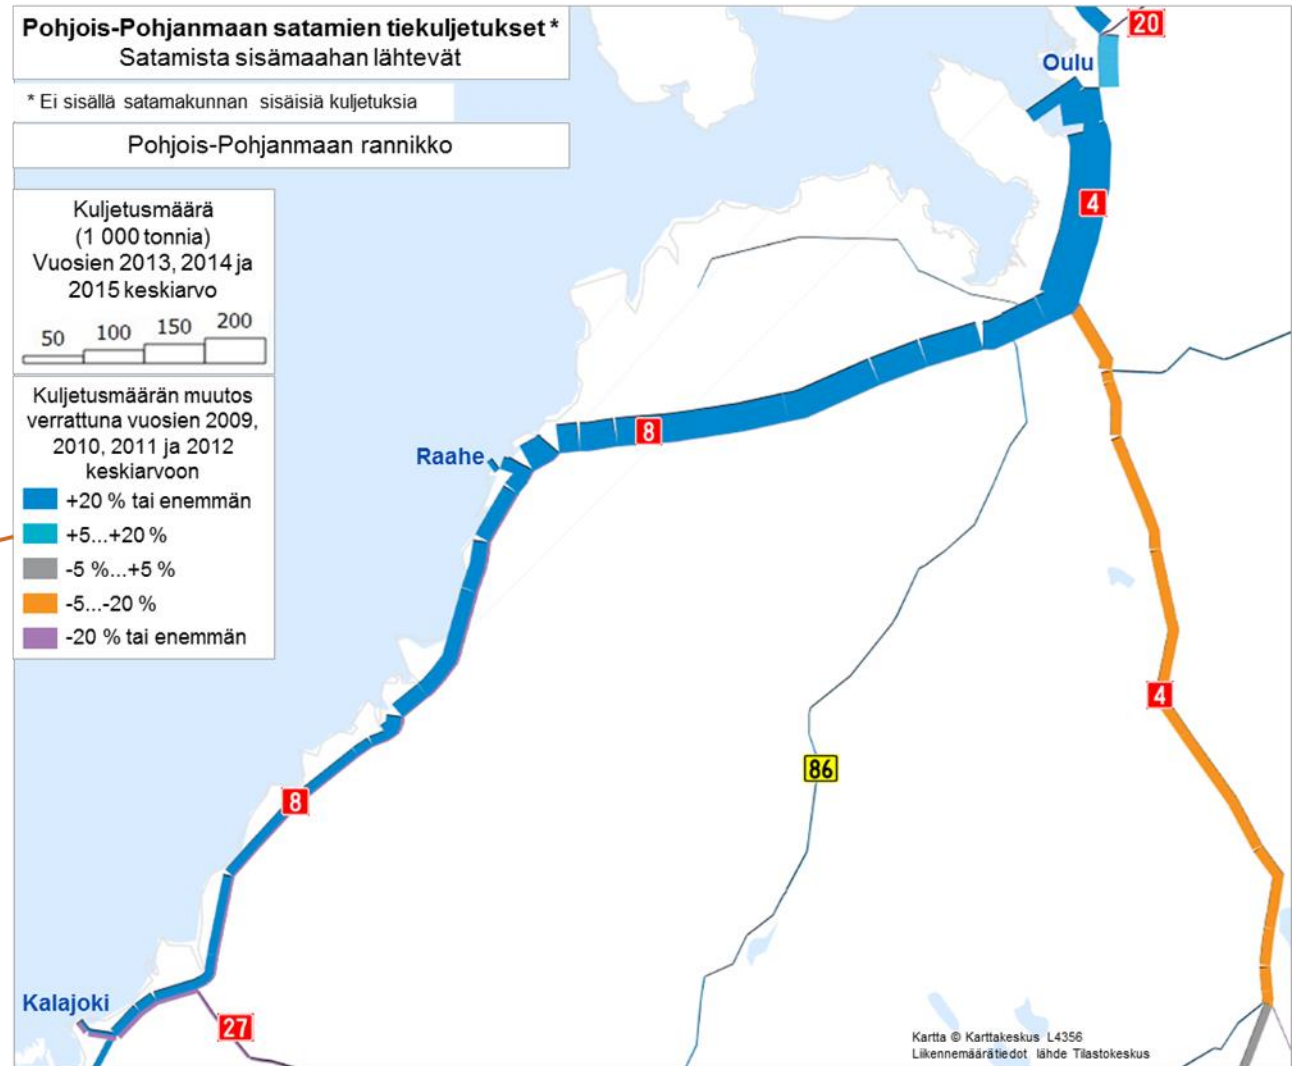 Pohjois-Pohjanmaan satamien tiekuljetukset *
Satamista sisämaahan lähtevät
* Ei sisällä satamakunnan sisäisiä kuljetuksia
Pohjois-Pohjanmaan rannikko
Kuljetusmäärä
(1 000 tonnia)
Vuosien 2013, 2014 ja
2015 keskiarvo
50 100 150 200
Kuljetusmäärän muutos
verrattuna vuosien 2009,
2010, 2011 ja 2012
keskiarvoon
+20 % tai enemmän
+5...+20 %
-5 %...+5 %
-5...-20 %
-20 % tai enemmän
20
Oulu
4
8
Raahe
4
86
8
Kalajoki
27
Kartta © Karttakeskus L4356
Liikennemäärätiedot lähde Tilastokeskus